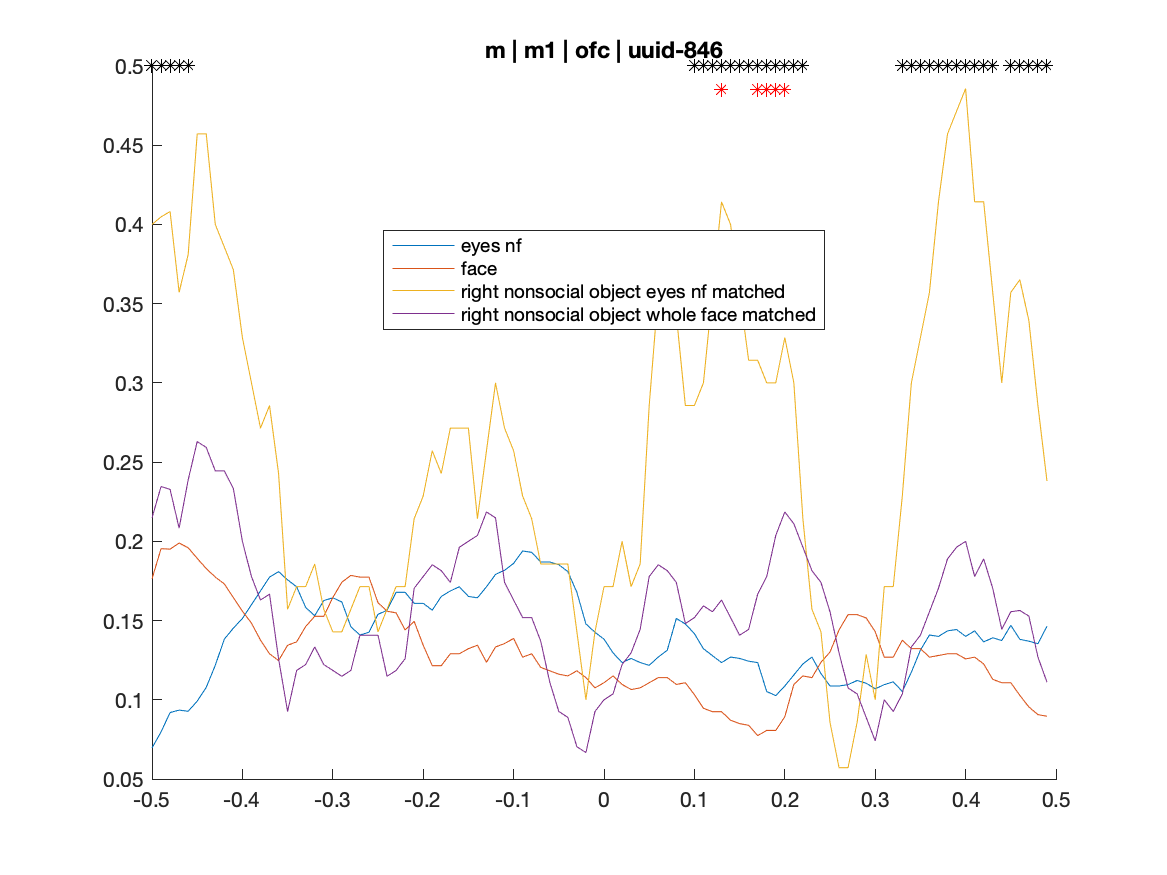 m | m1 | ofc | uuid-846
0.5
0.45
0.4
0.35
0.3
0.25
0.2
0.15
0.1
0.05
eyes nf
face
right nonsocial object eyes nf matched
right nonsocial object whole face matched
-0.5 -0.4 -0.3 -0.2 -0.1 0 0.1 0.2 0.3 0.4 0.5